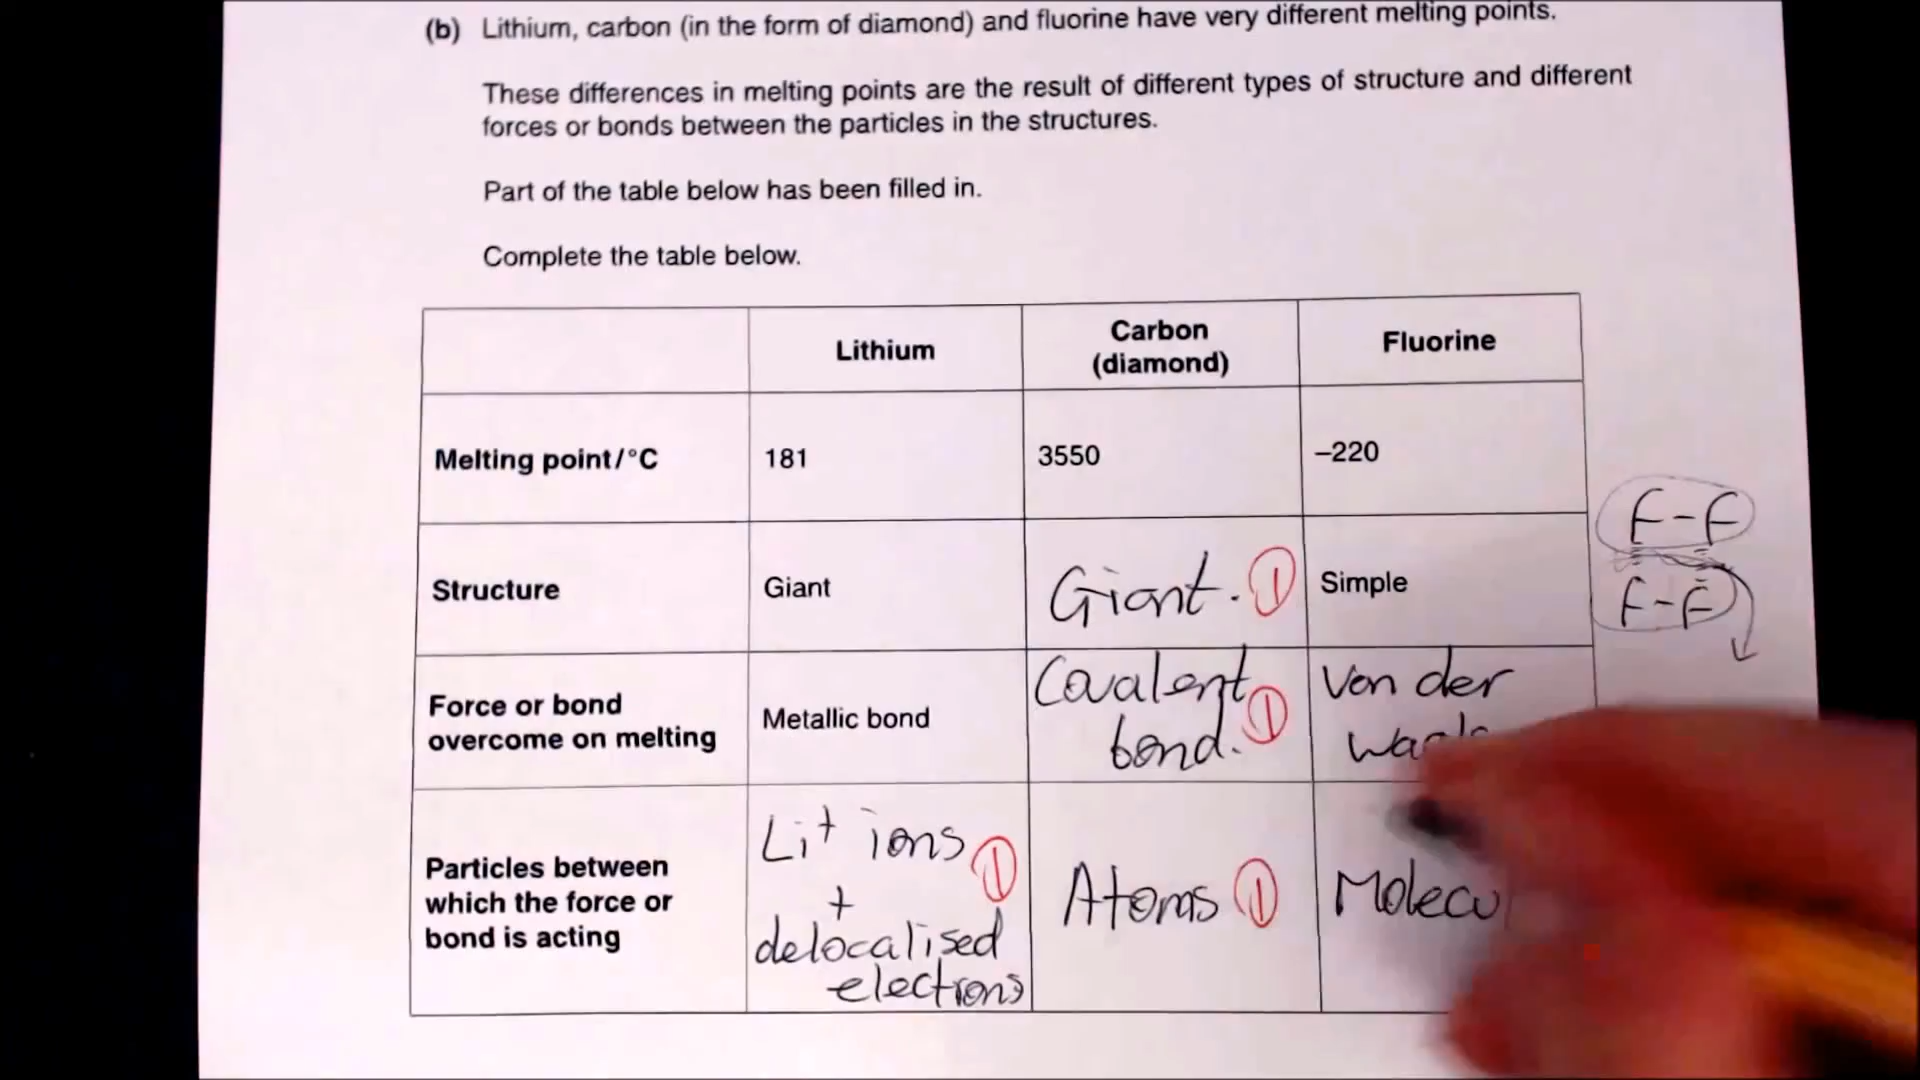 (b) Lithium, carbon (in the form of diamond) and fluorine have very different melting points.
These differences in melting points are the result of different types of structure and different
forces or bonds between the particles in the structures.
Part of the table below has been filled in.
Complete the table below.
Lithium
Carbon
(diamond)
Fluorine
Melting point/°C
181
3550
–220
F-F
F-F
Structure
Giant
Giant. 1
Simple
Force or bond
overcome on melting
Metallic bond
Covalent
bond. 1
Van der
Particles between
which the force or
bond is acting
Li+ ions 1
+
delocalised
electrons
Atoms 1